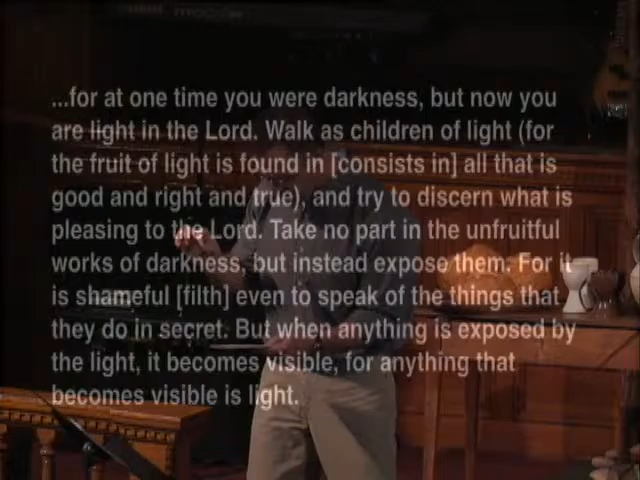 ...for at one time you were darkness, but now you
are light in the Lord. Walk as children of light (for
the fruit of light is found in [consists in] all that is
good and right and true), and try to discern what is
pleasing to the Lord. Take no part in the unfruitful
works of darkness, but instead expose them. For it
is shameful [filth] even to speak of the things that
they do in secret. But when anything is exposed by
the light, it becomes visible, for anything that
becomes visible is light.